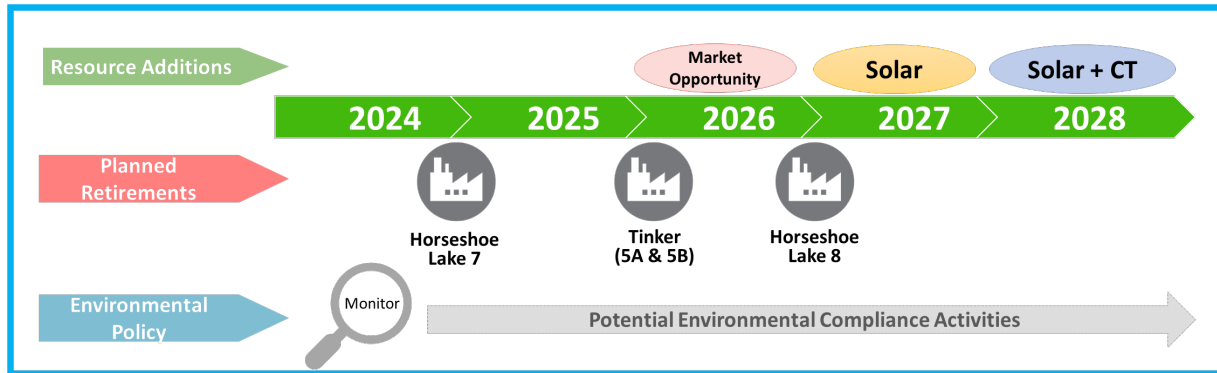 Resource Additions
Market
Opportunity
Solar
Solar + CT
2024
2025
2026
2027
2028
Planned
Retirements
Horseshoe
Lake 7
Tinker
(5A & 5B)
Horseshoe
Lake 8
Environmental
Policy
Monitor
Potential Environmental Compliance Activities